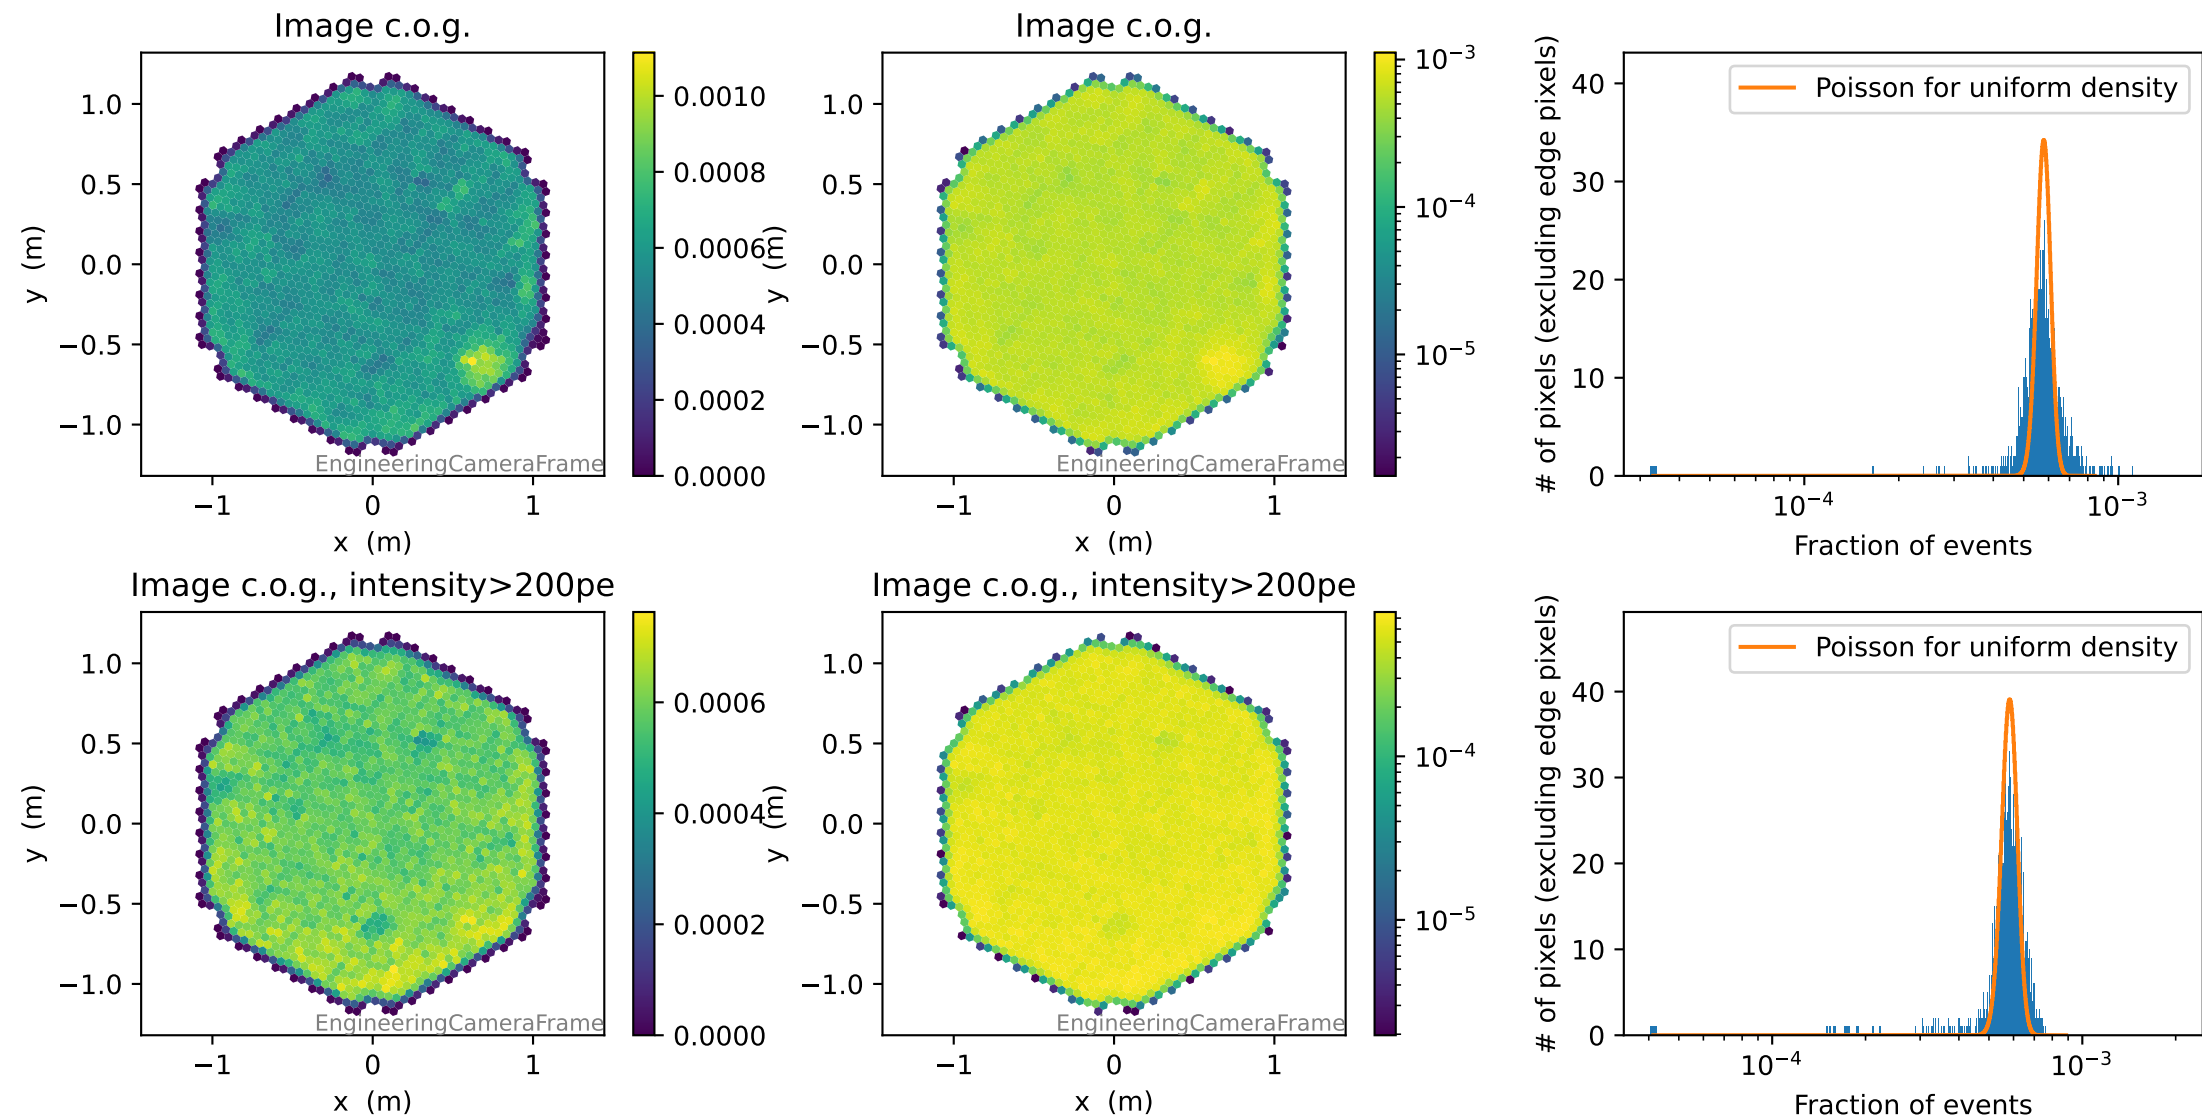 Image c.o.g.
Image c.o.g.
1.0
0.5
0.0
−0.5
−1.0
y (m)
−1
0
1
x (m)
EngineeringCameraFrame
0.0010
0.0008
0.0006
0.0004
0.0002
0.0000
1.0
0.5
0.0
−0.5
−1.0
y (m)
−1
0
1
x (m)
EngineeringCameraFrame
10⁻³
10⁻⁴
10⁻⁵
# of pixels (excluding edge pixels)
40
30
20
10
0
Poisson for uniform density
10⁻⁴
10⁻³
Fraction of events
Image c.o.g., intensity>200pe
Image c.o.g., intensity>200pe
1.0
0.5
0.0
−0.5
−1.0
y (m)
−1
0
1
x (m)
EngineeringCameraFrame
0.0006
0.0004
0.0002
0.0000
1.0
0.5
0.0
−0.5
−1.0
y (m)
−1
0
1
x (m)
EngineeringCameraFrame
10⁻⁴
10⁻⁵
# of pixels (excluding edge pixels)
40
30
20
10
0
Poisson for uniform density
10⁻⁴
10⁻³
Fraction of events